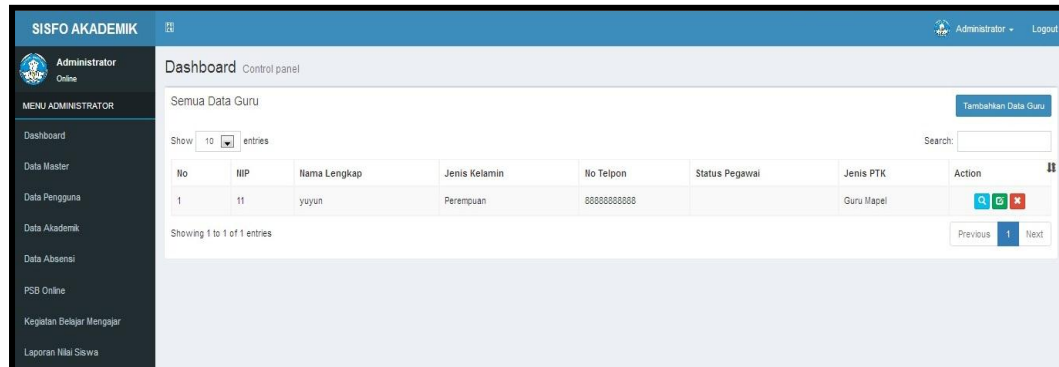 SISFO AKADEMIK
Administrator
Logout
Administrator
Online
MENU ADMINISTRATOR
Dashboard
Data Master
Data Pengguna
Data Akademik
Data Absensi
PSB Online
Kegiatan Belajar Mengajar
Laporan Nilai Siswa
Dashboard Control panel
Semua Data Guru
Tambahkan Data Guru
Show 10 entries
Search:
No NIP Nama Lengkap Jenis Kelamin No Telpon Status Pegawai Jenis PTK Action
1 11 yuyun Perempuan 88888888888 Guru Mapel
Showing 1 to 1 of 1 entries
Previous 1 Next